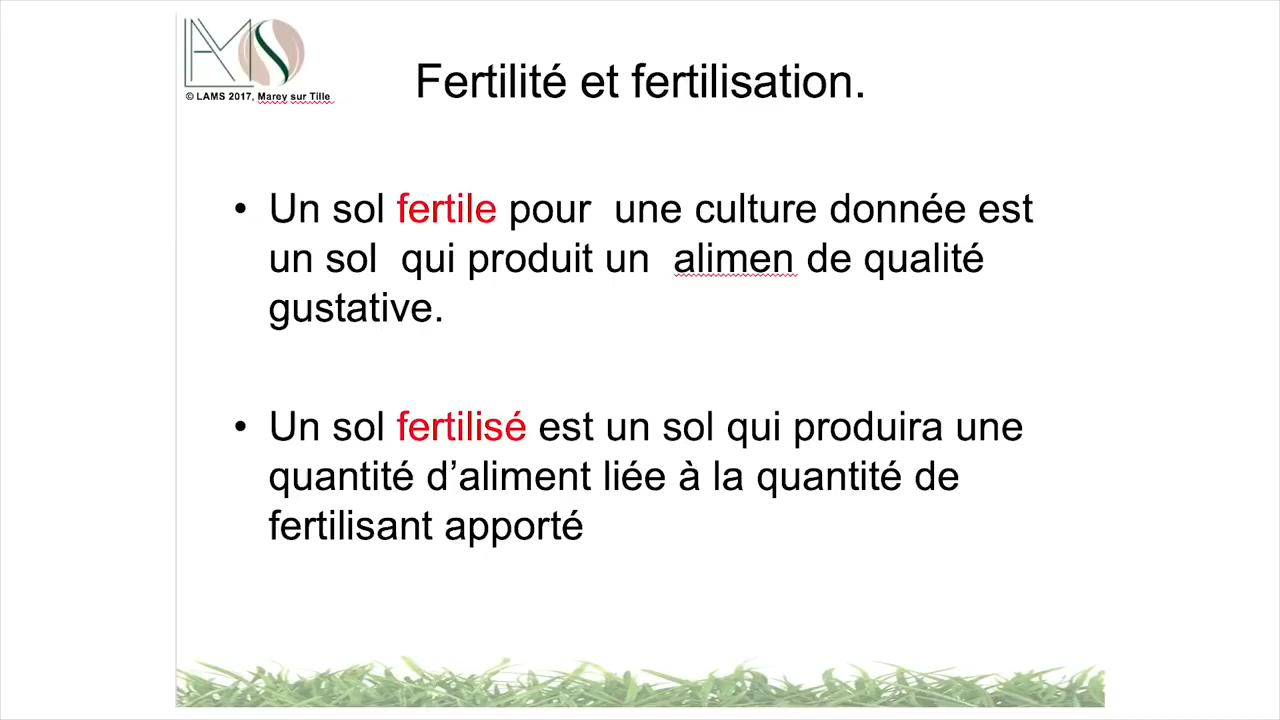 LAMS
© LAMS 2017, Marey sur Tille
Fertilité et fertilisation.
• Un sol fertile pour une culture donnée est
un sol qui produit un alimen de qualité
gustative.
• Un sol fertilisé est un sol qui produira une
quantité d’aliment liée à la quantité de
fertilisant apporté